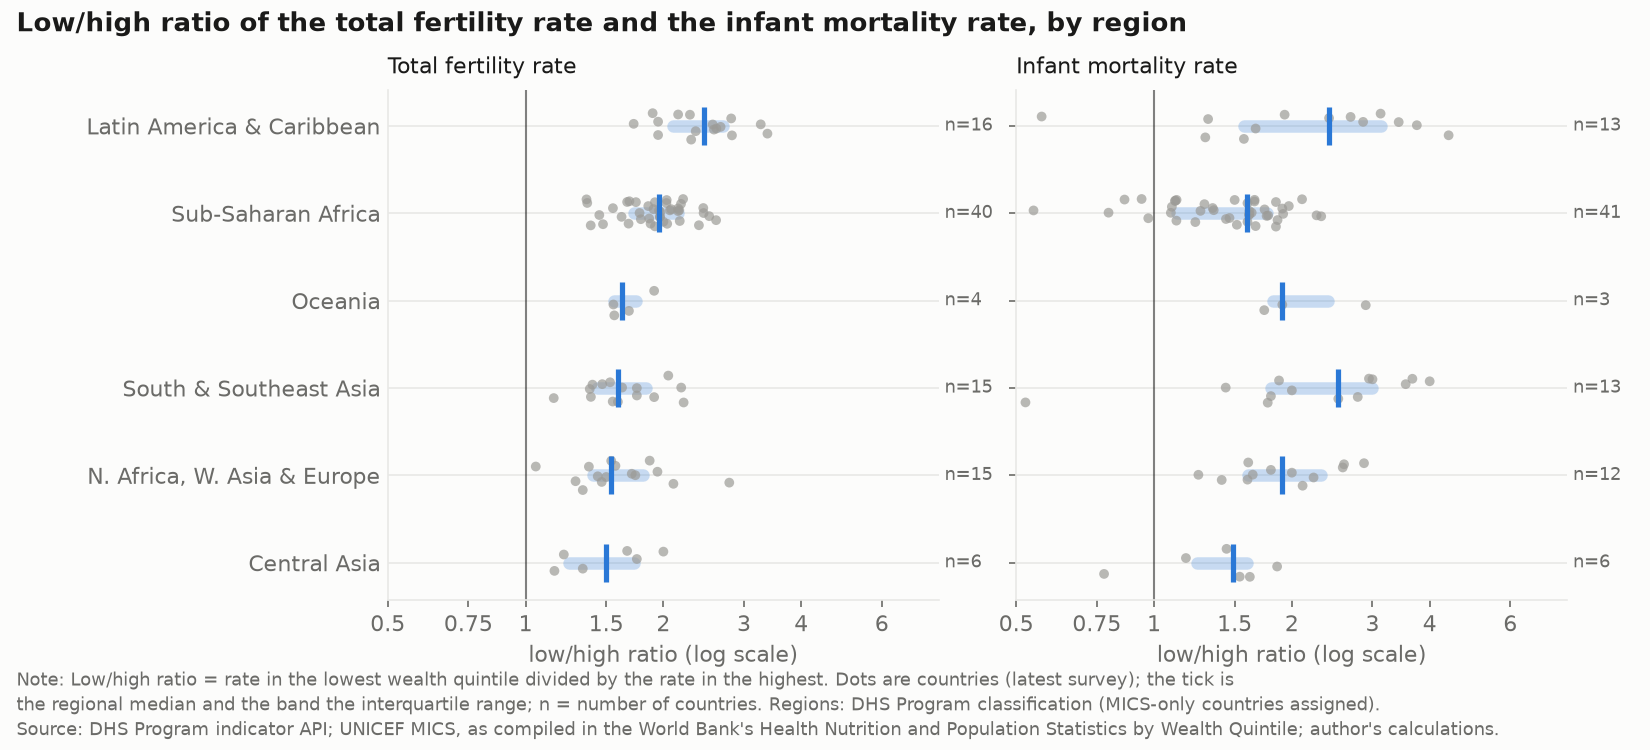 Low/high ratio of the total fertility rate and the infant mortality rate, by region
Total fertility rate
Infant mortality rate
Latin America & Caribbean
n=16
n=13
Sub-Saharan Africa
n=40
n=41
Oceania
n=4
n=3
South & Southeast Asia
n=15
n=13
N. Africa, W. Asia & Europe
n=15
n=12
Central Asia
n=6
n=6
0.5 0.75 1 1.5 2 3 4 6
0.5 0.75 1 1.5 2 3 4 6
low/high ratio (log scale)
low/high ratio (log scale)
Note: Low/high ratio = rate in the lowest wealth quintile divided by the rate in the highest. Dots are countries (latest survey); the tick is
the regional median and the band the interquartile range; n = number of countries. Regions: DHS Program classification (MICS-only countries assigned).
Source: DHS Program indicator API; UNICEF MICS, as compiled in the World Bank's Health Nutrition and Population Statistics by Wealth Quintile; author's calculations.